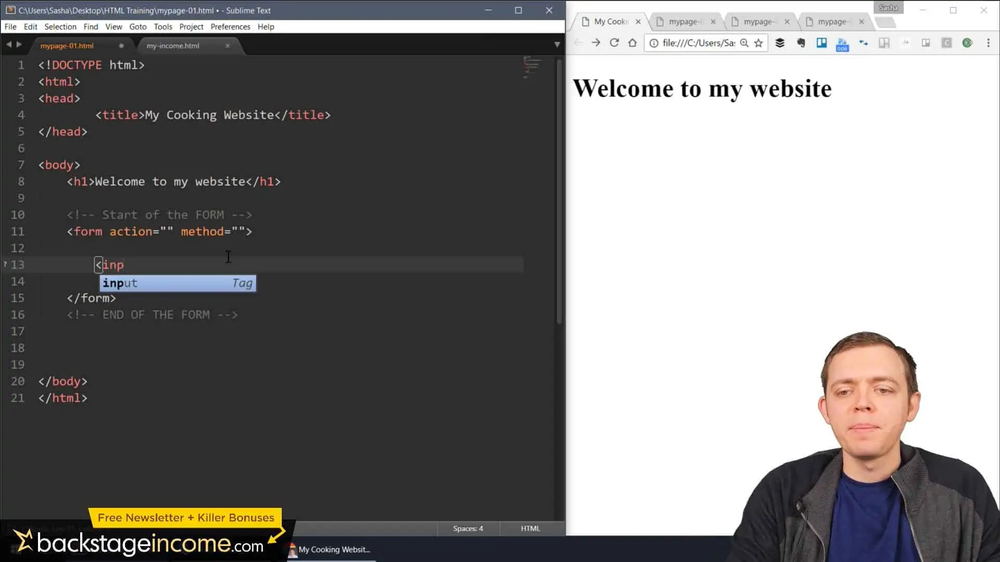 C:\Users\Sasha\Desktop\HTML Training\mypage-01.html • - Sublime Text
File Edit Selection Find View Goto Tools Project Preferences Help
mypage-01.html
my-income.html
1 <!DOCTYPE html>
2 <html>
3 <head>
4 <title>My Cooking Website</title>
5 </head>
6
7 <body>
8 <h1>Welcome to my website</h1>
9
10 <!-- Start of the FORM -->
11 <form action="" method="">
12
? 13 <inp
14 input Tag
15 </form>
16 <!-- END OF THE FORM -->
17
18
19
20 </body>
21 </html>
Spaces: 4 HTML
Sasha
My Cooki
mypage-
mypage-
mypage-
file:///C:/Users/Sas
0:06
C
Welcome to my website
Free Newsletter + Killer Bonuses
backstageincome.com
My Cooking Websit...